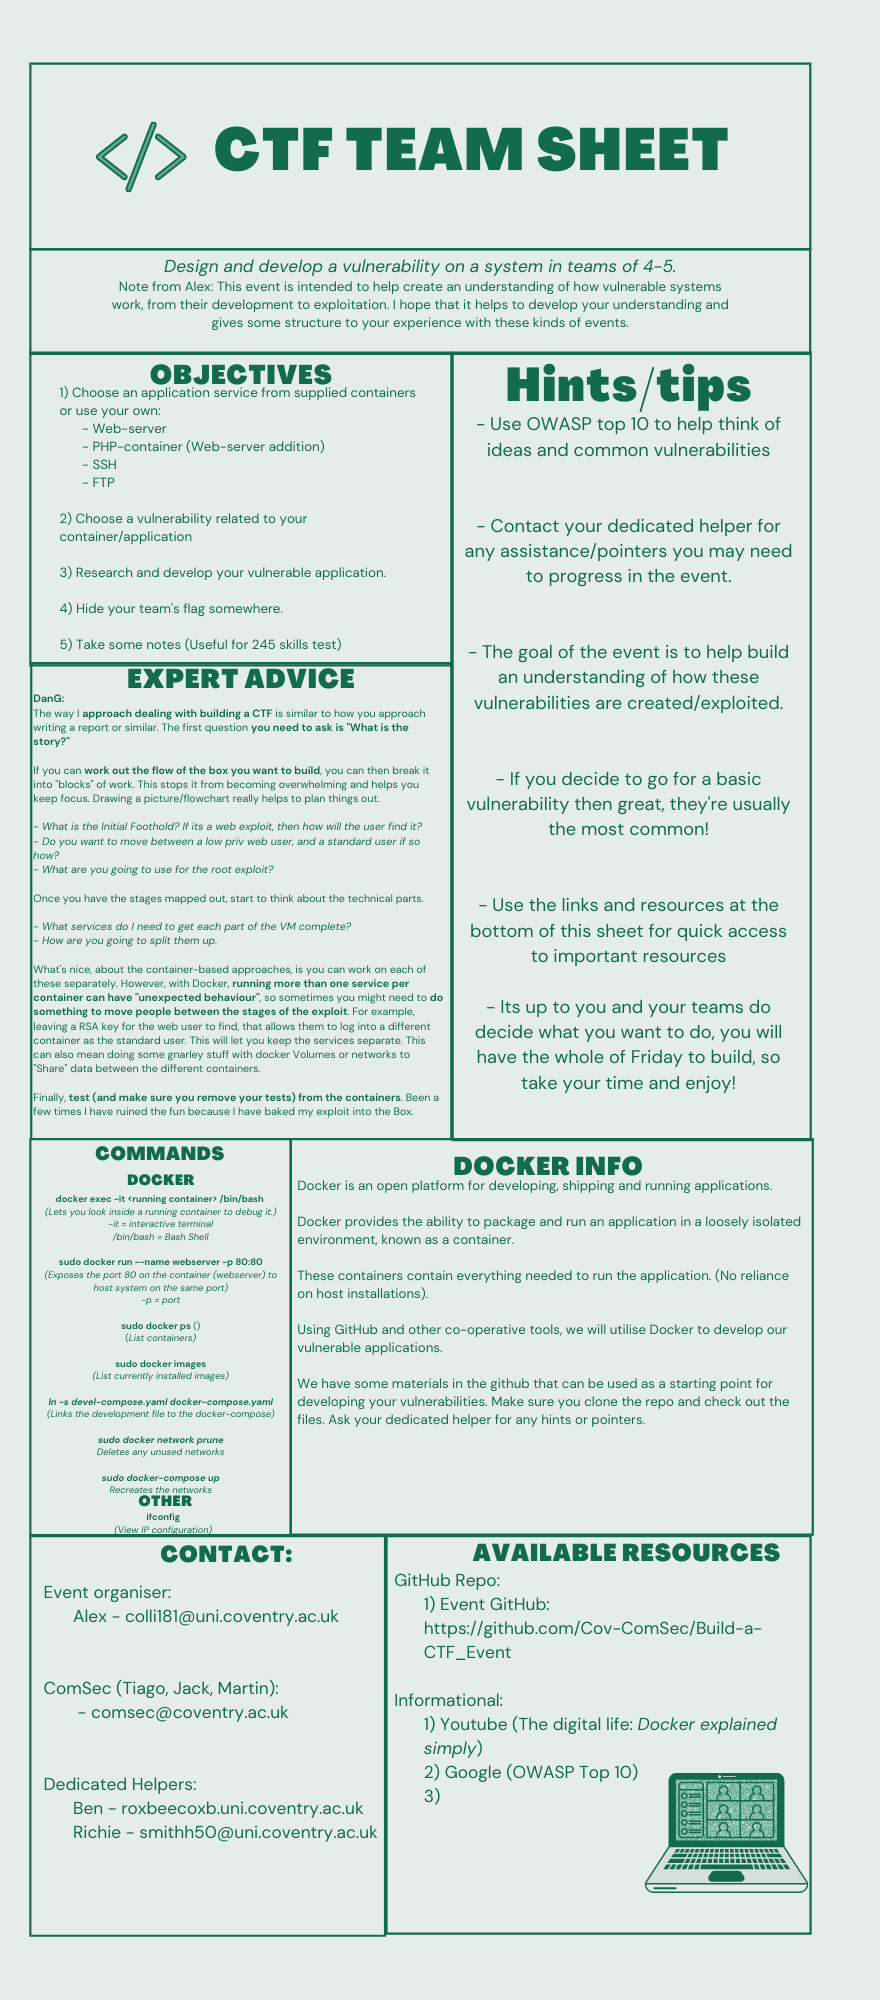 </> CTF TEAM SHEET
Design and develop a vulnerability on a system in teams of 4-5.
Note from Alex: This event is intended to help create an understanding of how vulnerable systems
work, from their development to exploitation. I hope that it helps to develop your understanding and
gives some structure to your experience with these kinds of events.
OBJECTIVES
1) Choose an application service from supplied containers
or use your own:
- Web-server
- PHP-container (Web-server addition)
- SSH
- FTP
2) Choose a vulnerability related to your
container/application
3) Research and develop your vulnerable application.
4) Hide your team's flag somewhere.
5) Take some notes (Useful for 245 skills test)
Hints/tips
- Use OWASP top 10 to help think of
ideas and common vulnerabilities
- Contact your dedicated helper for
any assistance/pointers you may need
to progress in the event.
- The goal of the event is to help build
an understanding of how these
vulnerabilities are created/exploited.
- If you decide to go for a basic
vulnerability then great, they're usually
the most common!
- Use the links and resources at the
bottom of this sheet for quick access
to important resources
- Its up to you and your teams do
decide what you want to do, you will
have the whole of Friday to build, so
take your time and enjoy!
EXPERT ADVICE
DanG:
The way I approach dealing with building a CTF is similar to how you approach
writing a report or similar. The first question you need to ask is "What is the
story?"
If you can work out the flow of the box you want to build, you can then break it
into "blocks" of work. This stops it from becoming overwhelming and helps you
keep focus. Drawing a picture/flowchart really helps to plan things out.
- What is the Initial Foothold? If its a web exploit, then how will the user find it?
- Do you want to move between a low priv web user, and a standard user if so
how?
- What are you going to use for the root exploit?
Once you have the stages mapped out, start to think about the technical parts.
- What services do I need to get each part of the VM complete?
- How are you going to split them up.
What's nice, about the container-based approaches, is you can work on each of
these separately. However, with Docker, running more than one service per
container can have "unexpected behaviour", so sometimes you might need to do
something to move people between the stages of the exploit. For example,
leaving a RSA key for the web user to find, that allows them to log into a different
container as the standard user. This will let you keep the services separate. This
can also mean doing some gnarley stuff with docker Volumes or networks to
"Share" data between the different containers.
Finally, test (and make sure you remove your tests) from the containers. Been a
few times I have ruined the fun because I have baked my exploit into the Box.
COMMANDS
DOCKER
docker exec -it <running container> /bin/bash
(Lets you look inside a running container to debug it.)
-it = interactive terminal
/bin/bash = Bash Shell
sudo docker run --name webserver -p 80:80
(Exposes the port 80 on the container (webserver) to
host system on the same port)
-p = port
sudo docker ps ()
(List containers)
sudo docker images
(List currently installed images)
ln -s devel-compose.yaml docker-compose.yaml
(Links the development file to the docker-compose)
sudo docker network prune
Deletes any unused networks
sudo docker-compose up
Recreates the networks
OTHER
ifconfig
(View IP configuration)
DOCKER INFO
Docker is an open platform for developing, shipping and running applications.
Docker provides the ability to package and run an application in a loosely isolated
environment, known as a container.
These containers contain everything needed to run the application. (No reliance
on host installations).
Using GitHub and other co-operative tools, we will utilise Docker to develop our
vulnerable applications.
We have some materials in the github that can be used as a starting point for
developing your vulnerabilities. Make sure you clone the repo and check out the
files. Ask your dedicated helper for any hints or pointers.
CONTACT:
Event organiser:
Alex - colli181@uni.coventry.ac.uk
ComSec (Tiago, Jack, Martin):
- comsec@coventry.ac.uk
Dedicated Helpers:
Ben - roxbeecoxb.uni.coventry.ac.uk
Richie - smithh50@uni.coventry.ac.uk
AVAILABLE RESOURCES
GitHub Repo:
1) Event GitHub:
https://github.com/Cov-ComSec/Build-a-
CTF_Event
Informational:
1) Youtube (The digital life: Docker explained
simply)
2) Google (OWASP Top 10)
3)